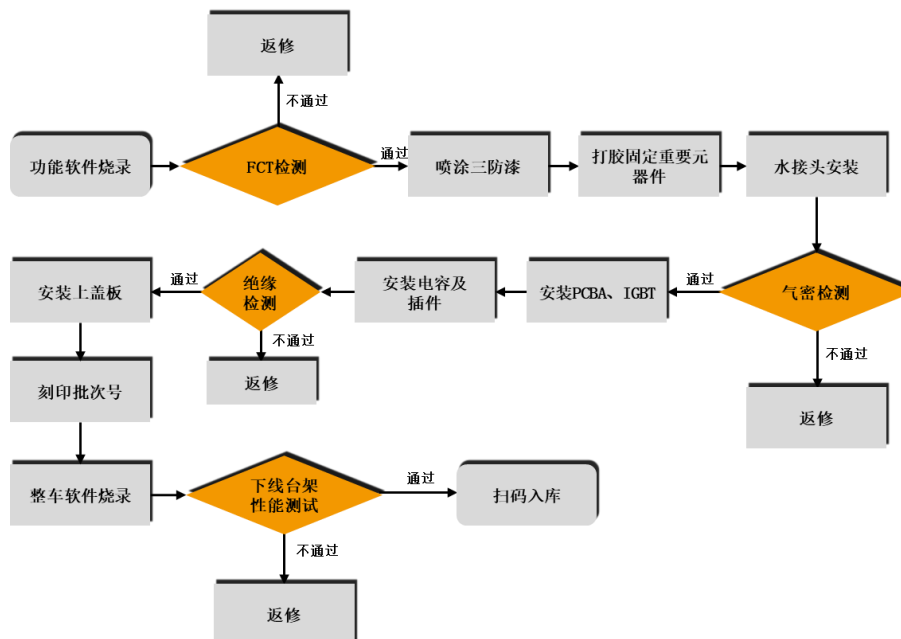 返修
不通过
功能软件烧录
FCT检测
通过
喷涂三防漆
打胶固定重要元
器件
水接头安装
安装上盖板
通过
绝缘
检测
安装电容及
插件
安装PCBA、IGBT
通过
气密检测
不通过
返修
不通过
返修
刻印批次号
整车软件烧录
下线台架
性能测试
通过
扫码入库
不通过
返修